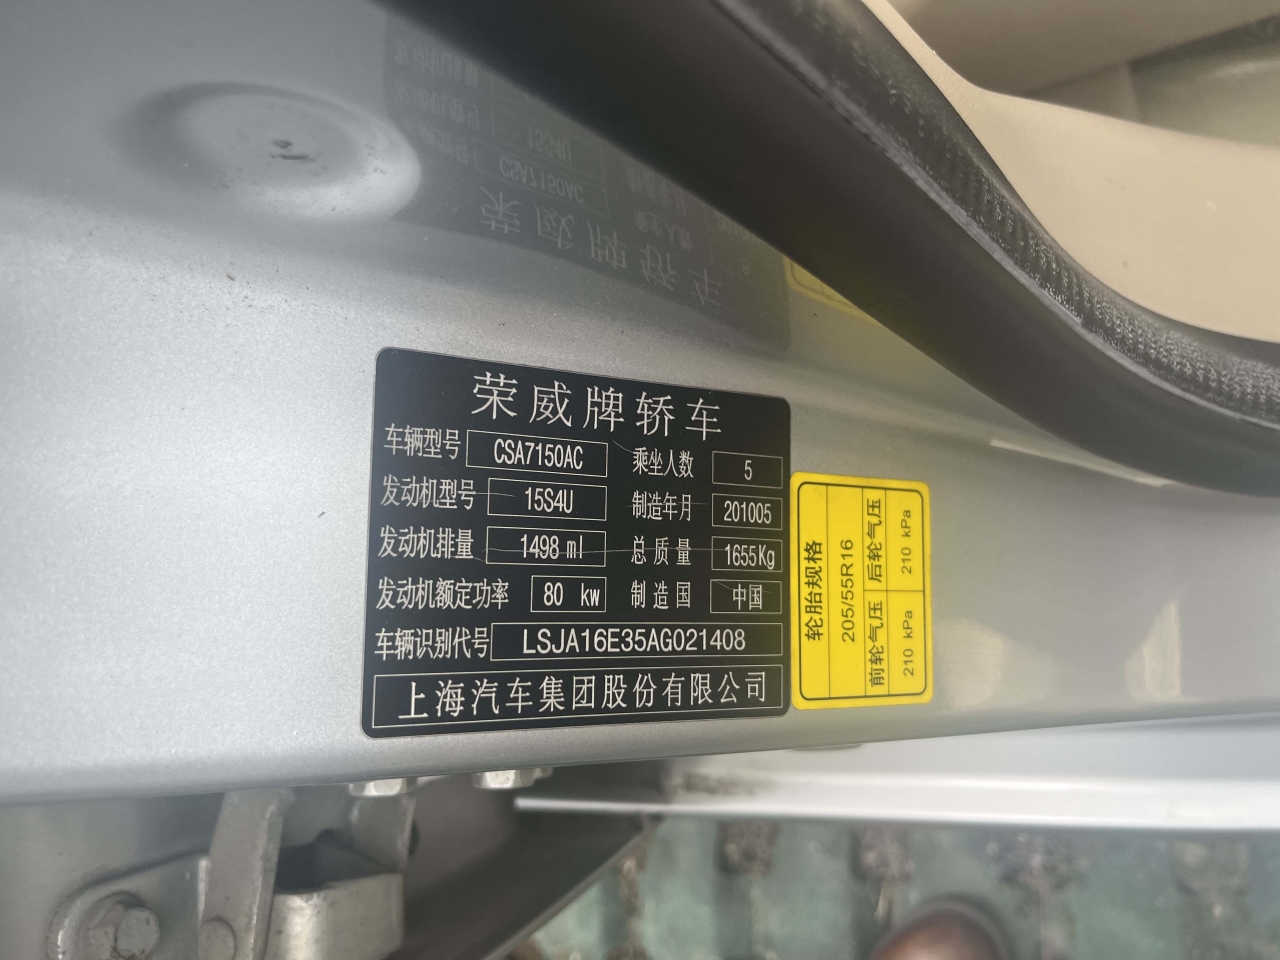 荣威牌轿车
车辆型号 CSA7150AC 乘坐人数 5
发动机型号 15S4U 制造年月 201005
发动机排量 1498 ml 总质量 1655Kg
发动机额定功率 80 kw 制造国 中国
车辆识别代号 LSJA16E35AG021408
上海汽车集团股份有限公司
轮胎规格
205/55R16
前轮气压 后轮气压
210 kPa 210 kPa